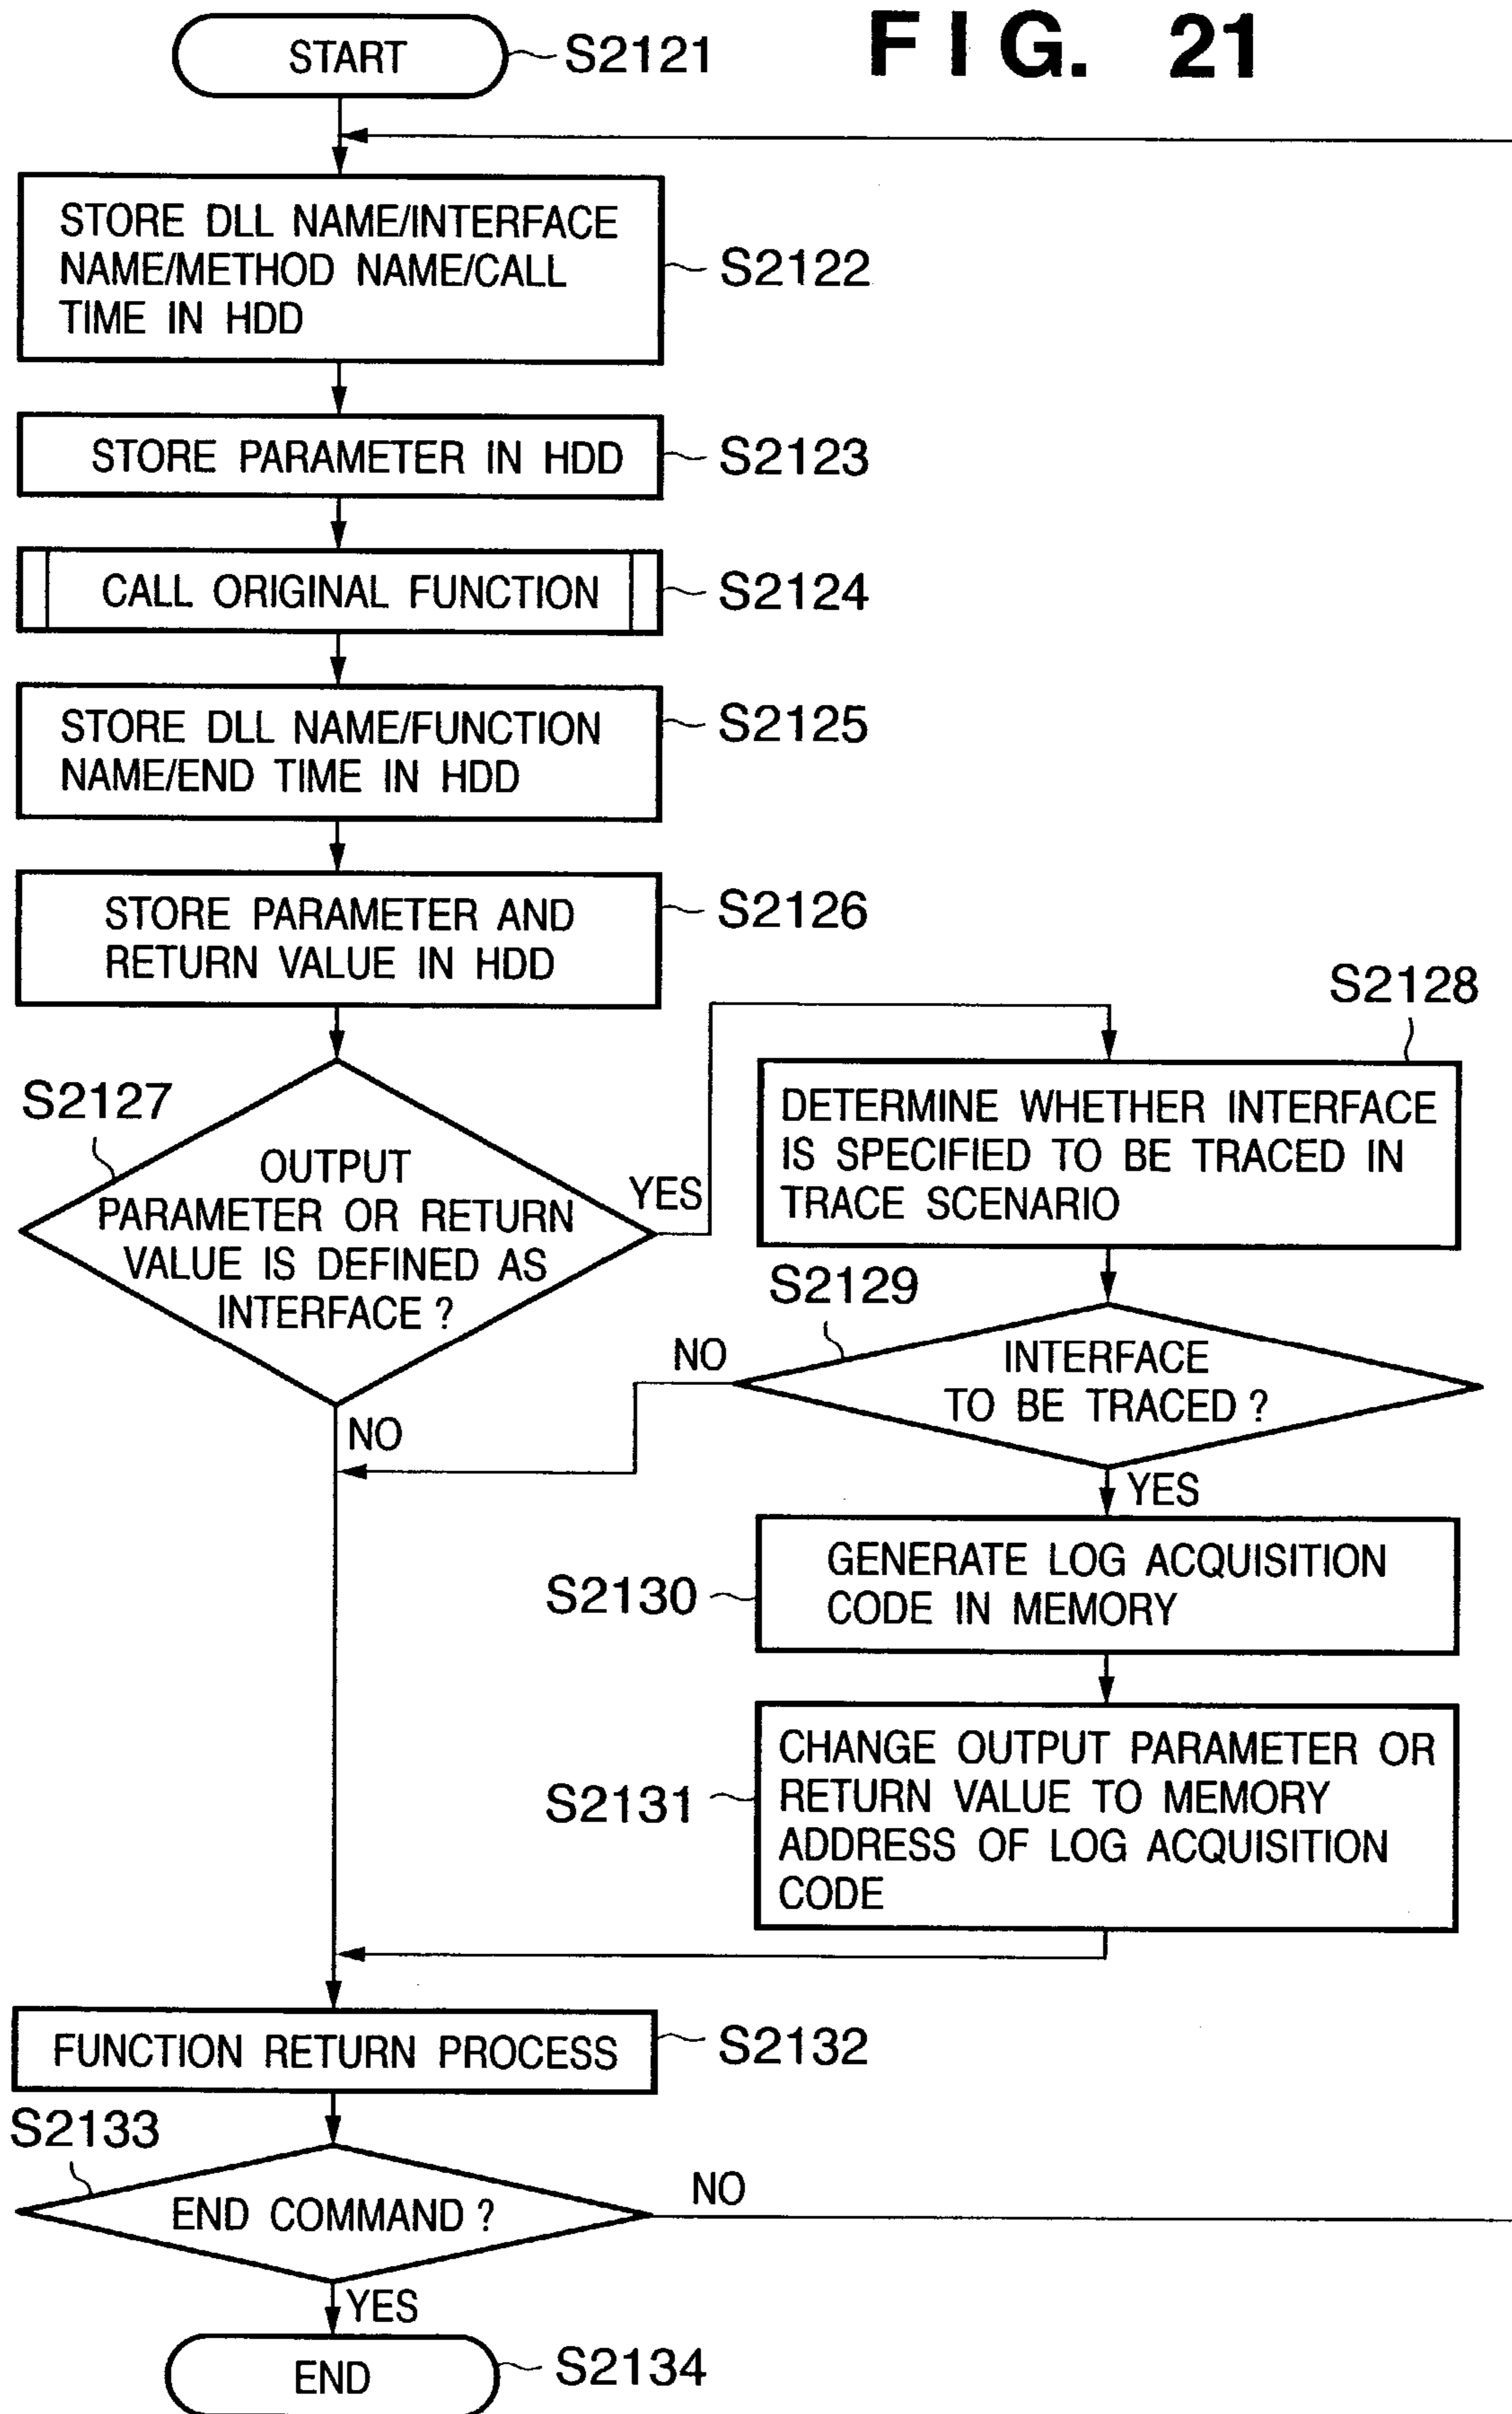 FIG. 21
START
S2121
STORE DLL NAME/INTERFACE
NAME/METHOD NAME/CALL
TIME IN HDD
S2122
STORE PARAMETER IN HDD
S2123
CALL ORIGINAL FUNCTION
S2124
STORE DLL NAME/FUNCTION
NAME/END TIME IN HDD
S2125
STORE PARAMETER AND
RETURN VALUE IN HDD
S2126
S2127
OUTPUT
PARAMETER OR RETURN
VALUE IS DEFINED AS
INTERFACE ?
YES
NO
S2128
DETERMINE WHETHER INTERFACE
IS SPECIFIED TO BE TRACED IN
TRACE SCENARIO
S2129
INTERFACE
TO BE TRACED ?
NO
YES
GENERATE LOG ACQUISITION
CODE IN MEMORY
S2130
CHANGE OUTPUT PARAMETER OR
RETURN VALUE TO MEMORY
ADDRESS OF LOG ACQUISITION
CODE
S2131
FUNCTION RETURN PROCESS
S2132
S2133
END COMMAND ?
NO
YES
END
S2134